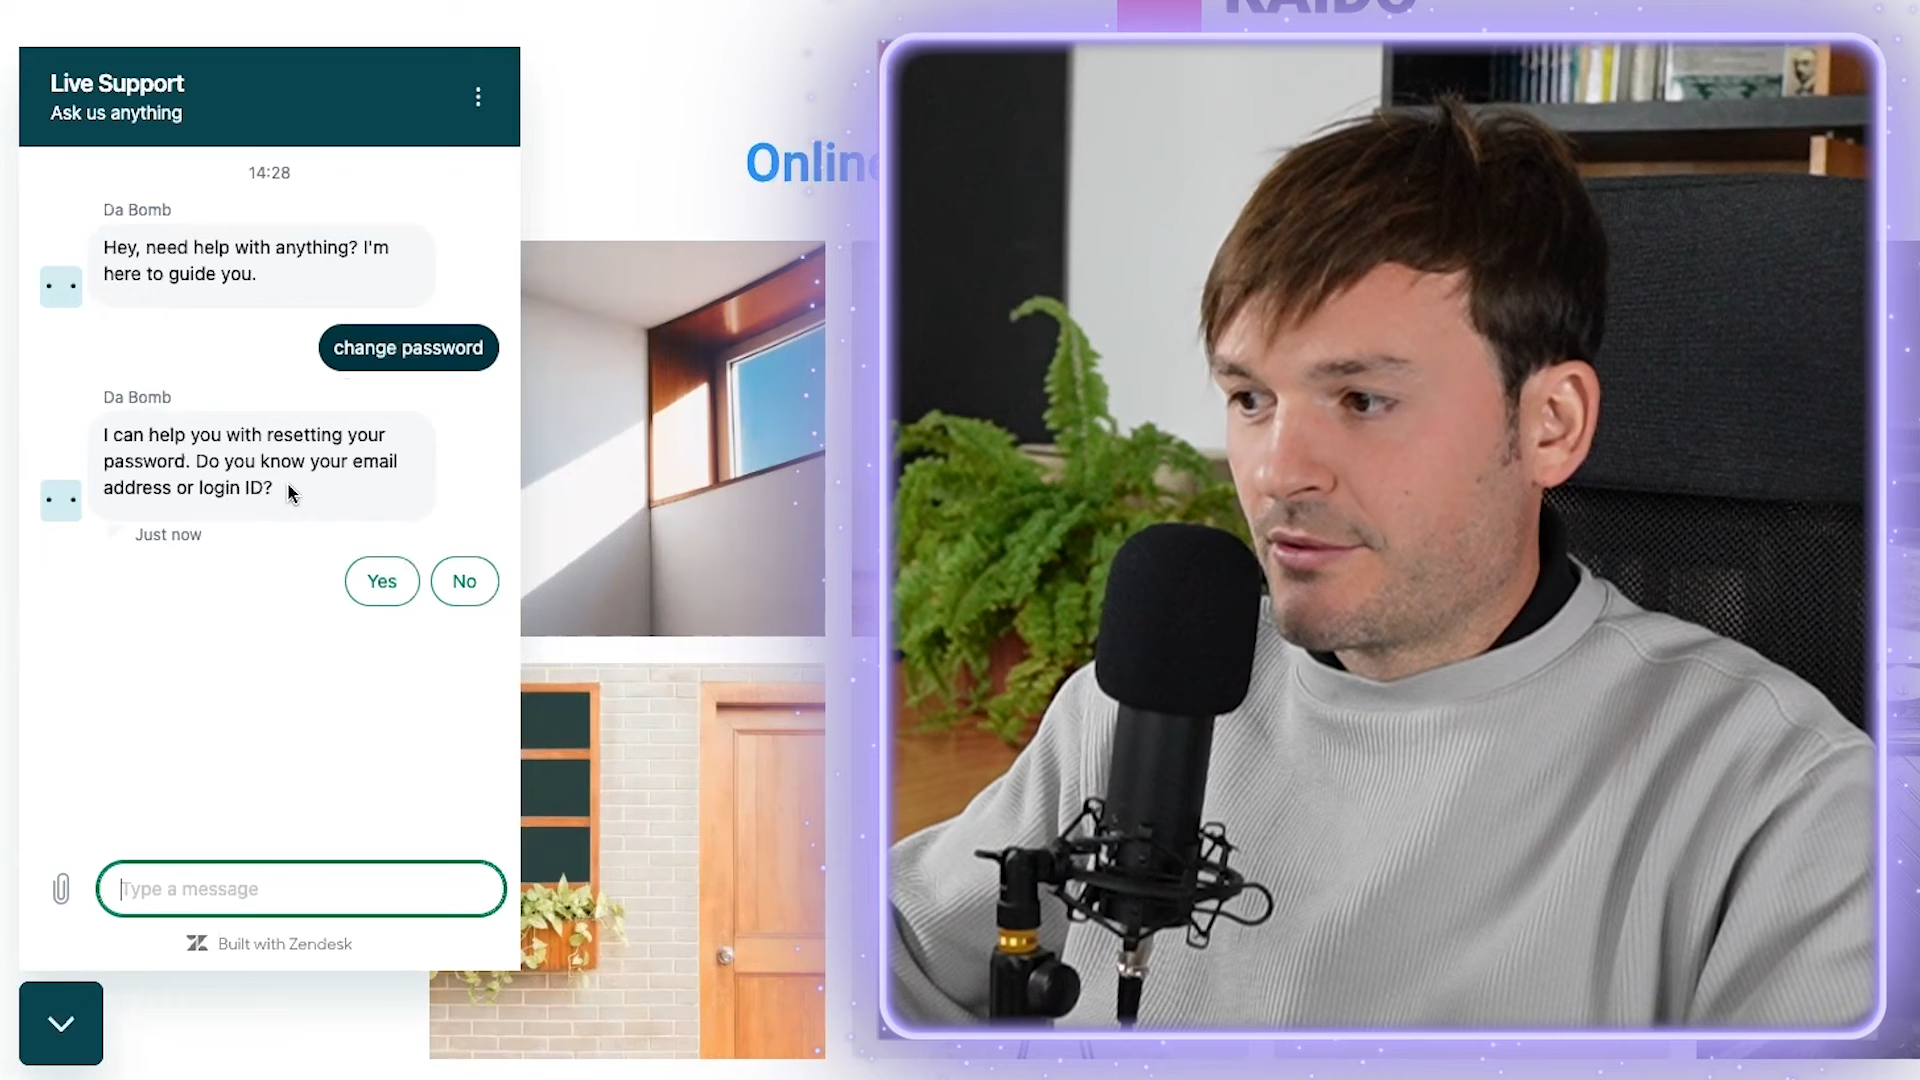 Live Support
Ask us anything
14:28
Da Bomb
Hey, need help with anything? I'm
here to guide you.
change password
Da Bomb
I can help you with resetting your
password. Do you know your email
address or login ID?
Just now
Yes
No
Type a message
Built with Zendesk
Online